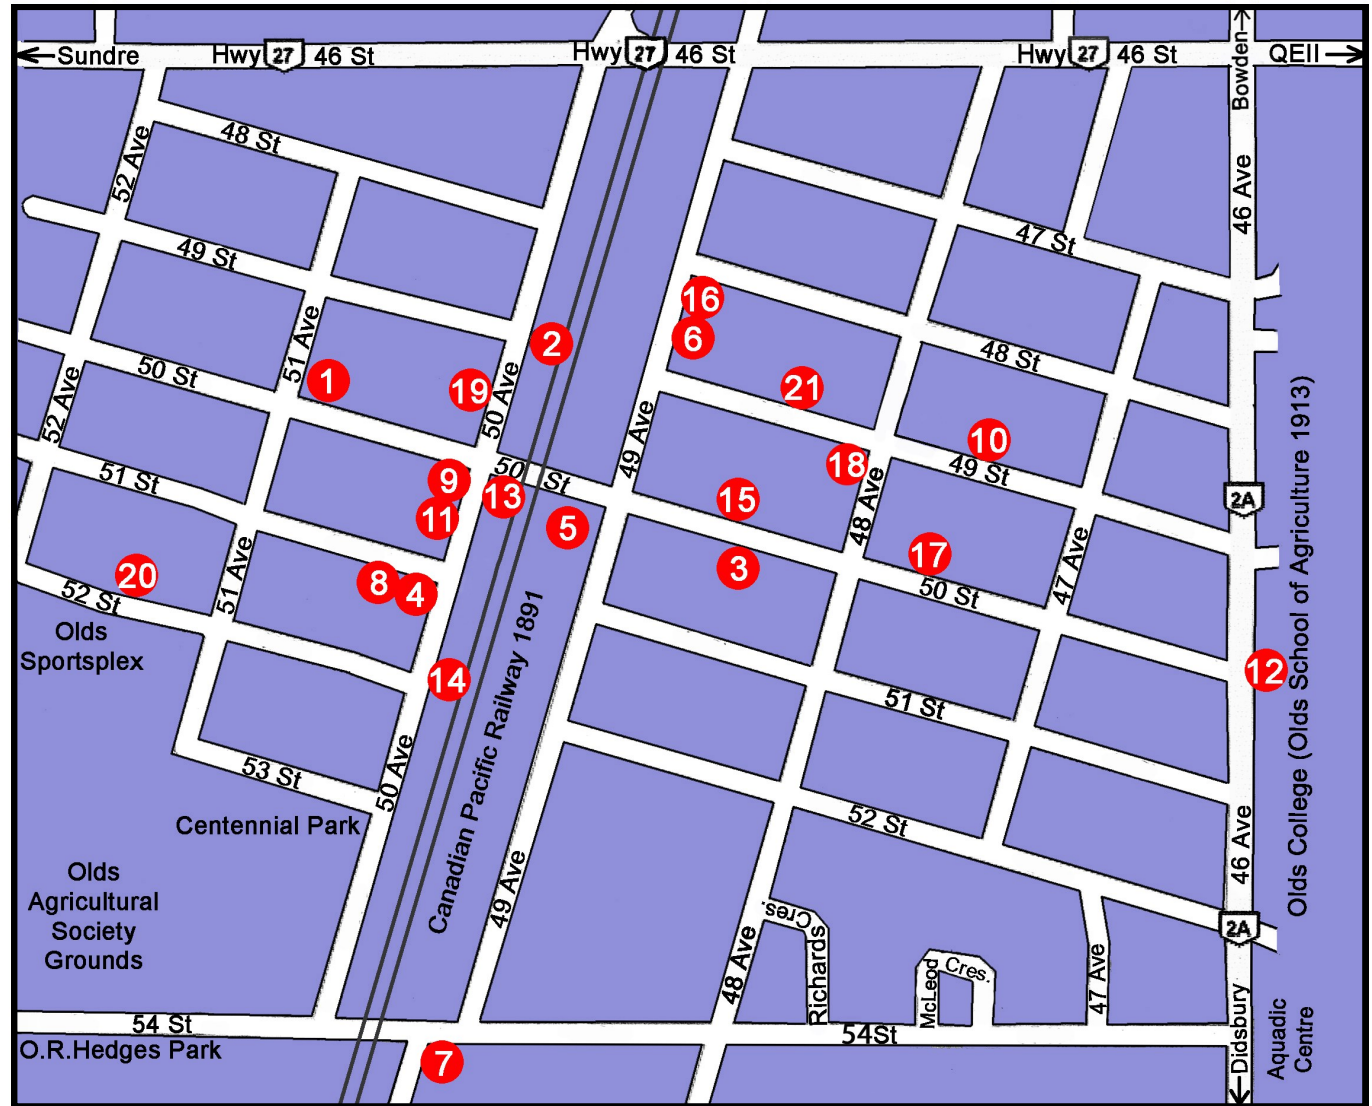 Sundre
Hwy 27 46 St
Hwy 27 46 St
Hwy 27 46 St
Bowden
QEII
48 St
52 Ave
46 Ave
49 St
47 St
16
51 Ave
2
6
48 St
50 St
1
19
50 Ave
21
52 Ave
49 Ave
10
49 St
18
50 St
9
51 St
13
15
2A
11
5
48 Ave
17
47 Ave
3
20
51 Ave
8
4
50 St
52 St
Olds
Sportsplex
14
12
51 St
Canadian Pacific Railway 1891
Olds College (Olds School of Agriculture 1913)
50 Ave
53 St
Centennial Park
52 St
46 Ave
Olds
Agricultural
Society
Grounds
49 Ave
Cres.
Richards
48 Ave
McLeod
Cres.
47 Ave
2A
54 St
54St
Didsbury
Aquadic
Centre
O.R.Hedges Park
7